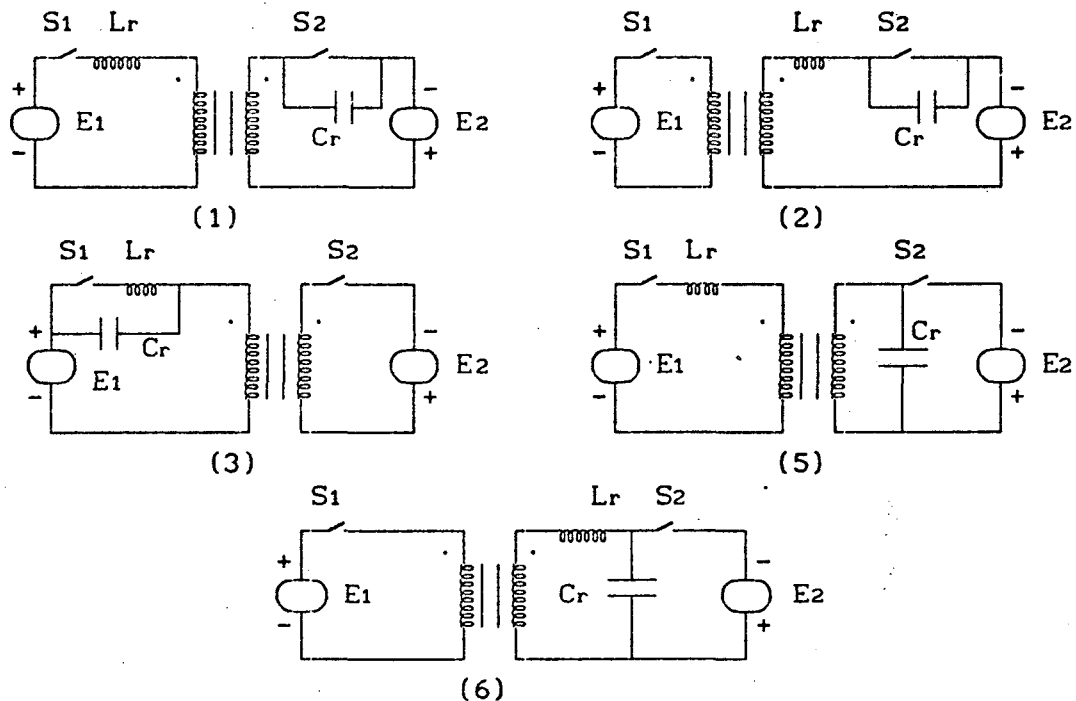 S1 Lr S2
+ E1 - Cr - E2 +
(1)
S1 Lr S2
+ E1 - Cr - E2 +
(2)
S1 Lr S2
+ E1 - Cr - E2 +
(3)
S1 Lr S2
+ E1 - Cr - E2 +
(5)
S1 Lr S2
+ E1 - Cr - E2 +
(6)